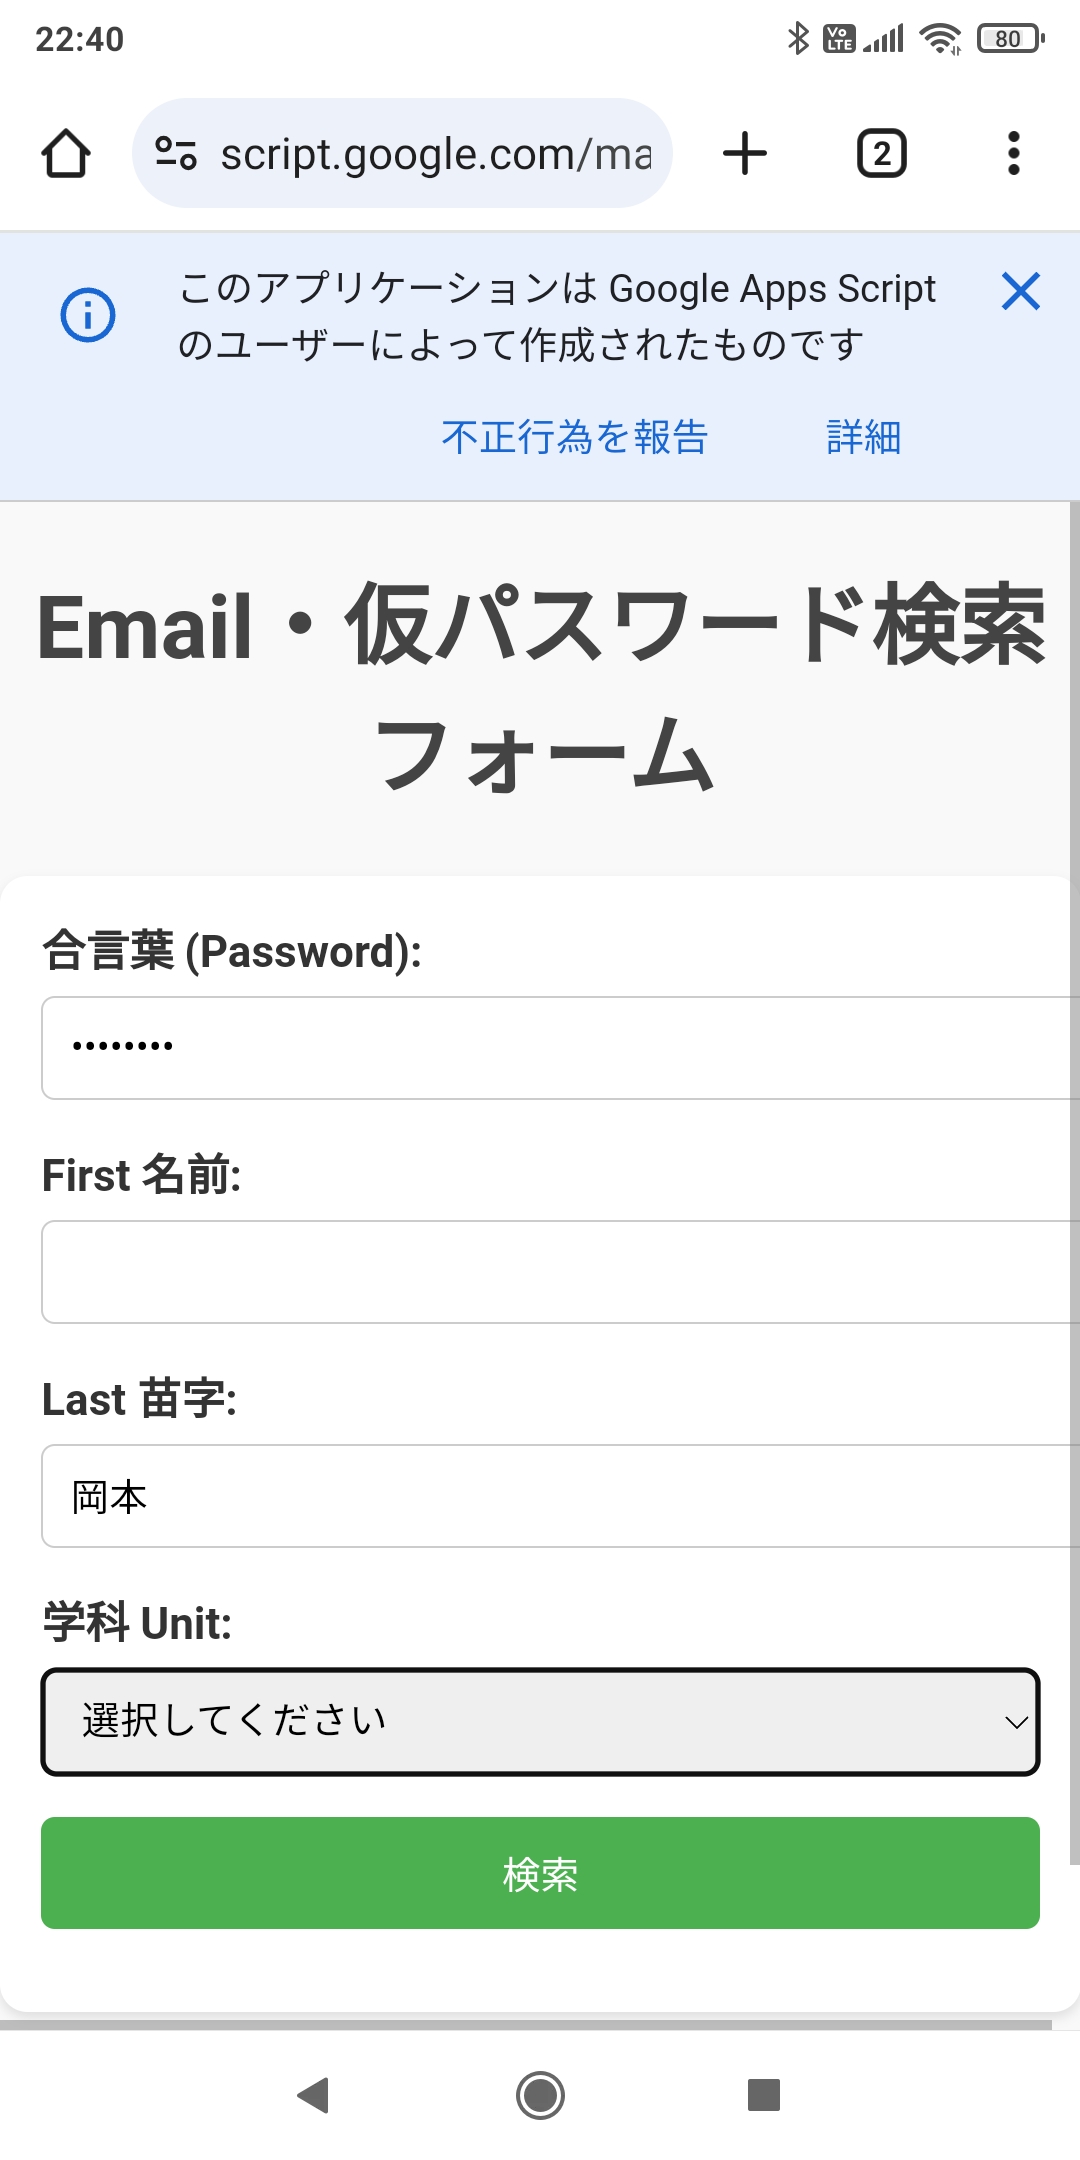 22:40
Vo LTE
80
script.google.com/ma
2
このアプリケーションは Google Apps Script
のユーザーによって作成されたものです
不正行為を報告 詳細
Email・仮パスワード検索
フォーム
合言葉 (Password):
••••••••
First 名前:
Last 苗字:
岡本
学科 Unit:
選択してください
検索